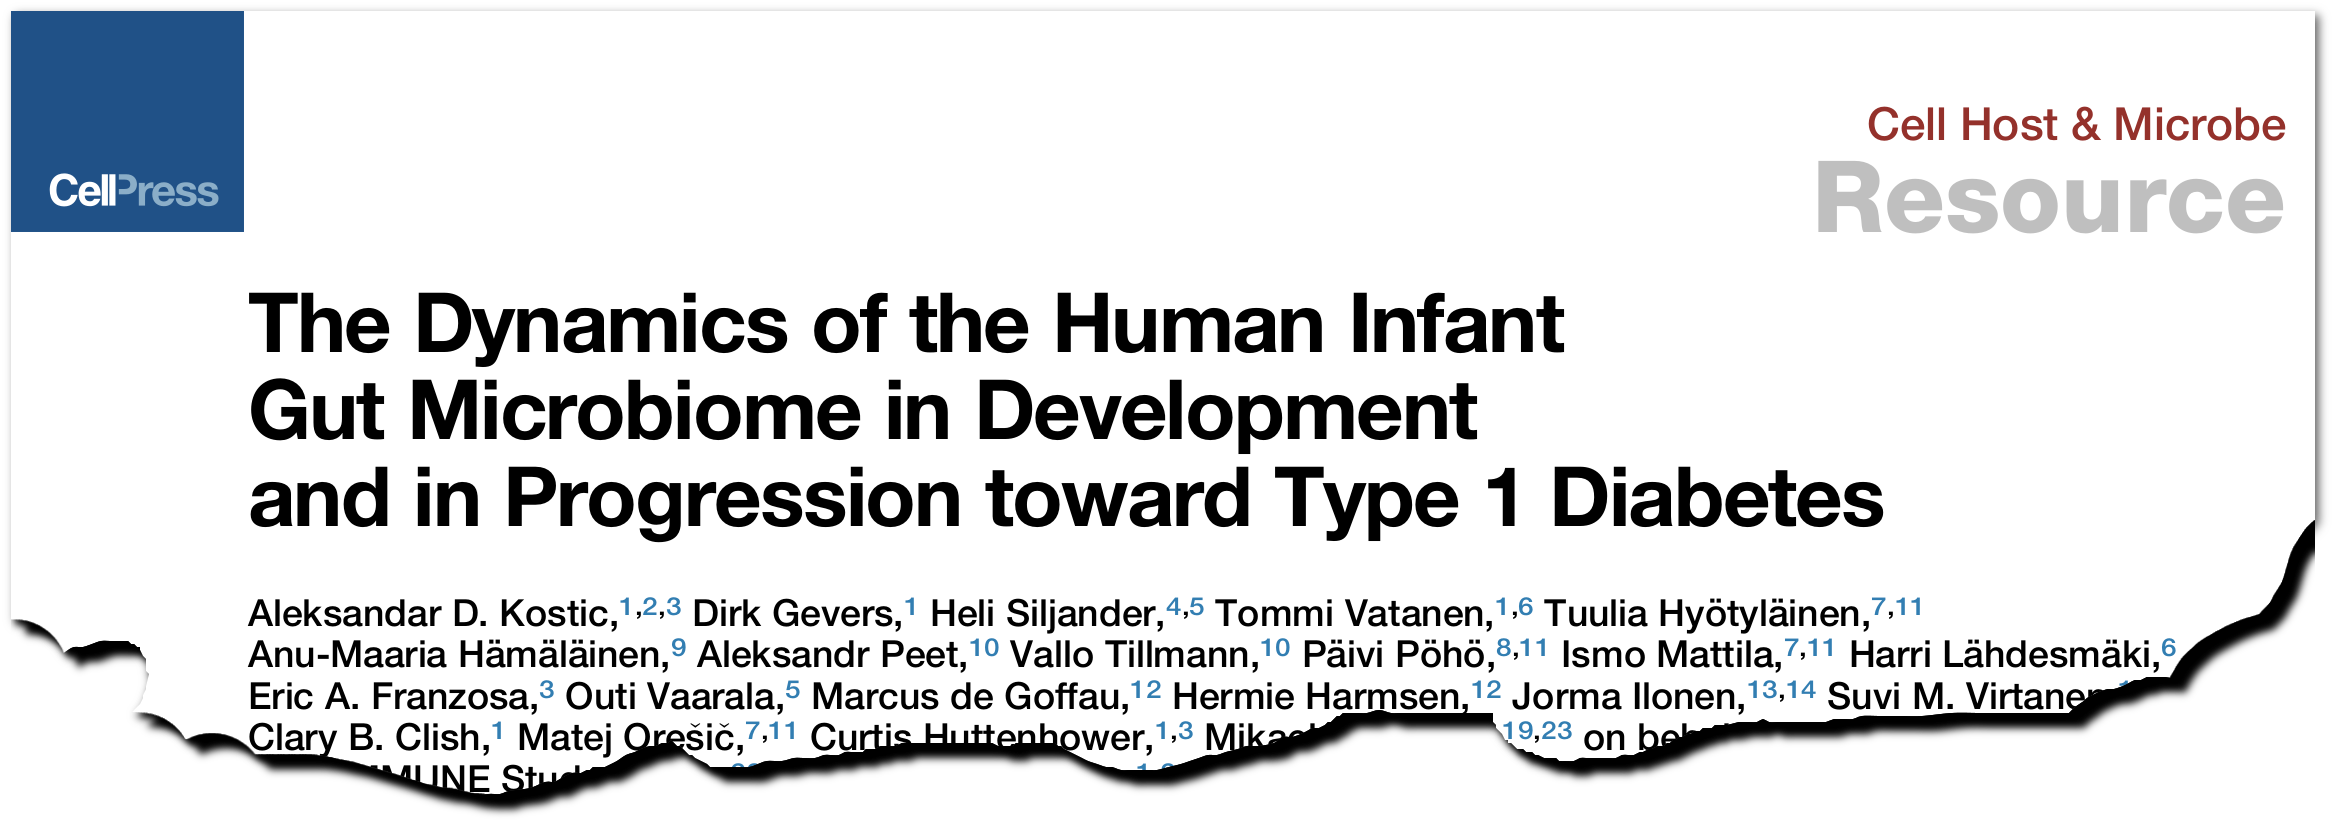 CellPress
Cell Host & Microbe
Resource
The Dynamics of the Human Infant
Gut Microbiome in Development
and in Progression toward Type 1 Diabetes
Aleksandar D. Kostic,1,2,3 Dirk Gevers,1 Heli Siljander,4,5 Tommi Vatanen,1,6 Tuulia Hyötyläinen,7,11
Anu-Maaria Hämäläinen,9 Aleksandr Peet,10 Vallo Tillmann,10 Päivi Pöhö,8,11 Ismo Mattila,7,11 Harri Lähdesmäki,6
Eric A. Franzosa,3 Outi Vaarala,5 Marcus de Goffau,12 Hermie Harmsen,12 Jorma Ilonen,13,14 Suvi M. Virtanen,
Clary B. Clish,1 Matej Orešič,7,11 Curtis Huttenhower,1,3 19,23 on